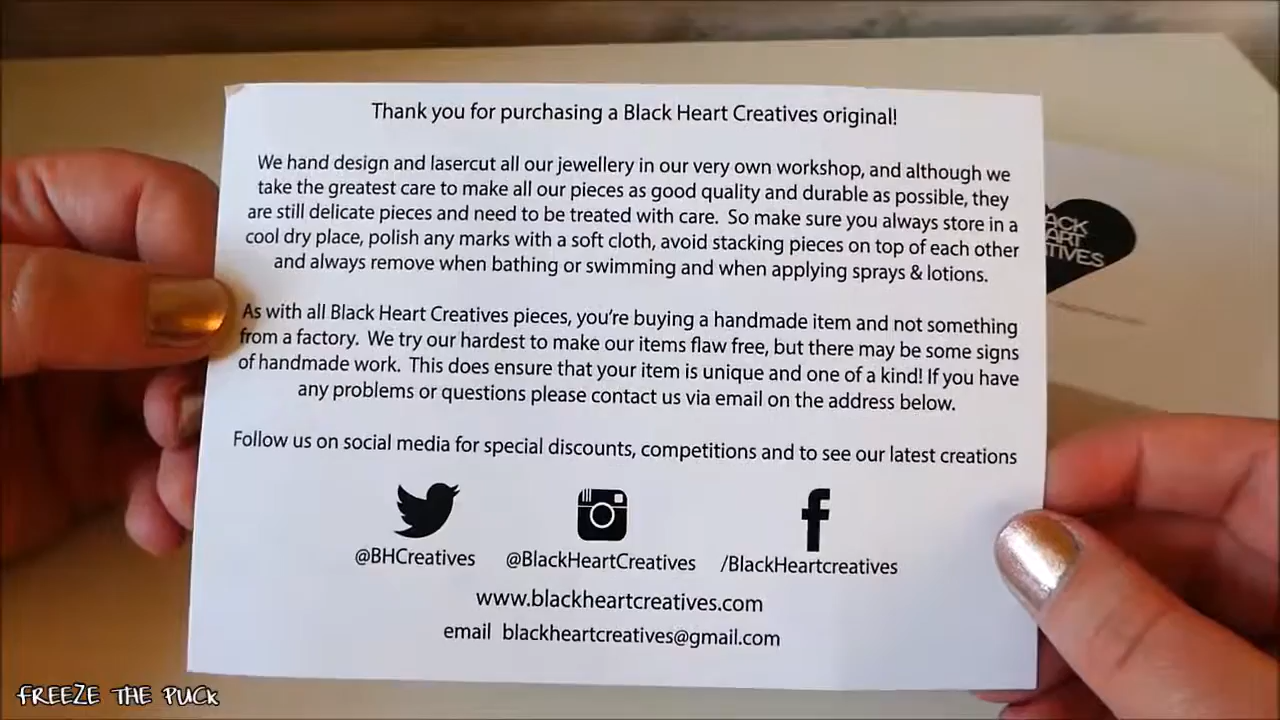 Thank you for purchasing a Black Heart Creatives original!
We hand design and lasercut all our jewellery in our very own workshop, and although we
take the greatest care to make all our pieces as good quality and durable as possible, they
are still delicate pieces and need to be treated with care. So make sure you always store in a
cool dry place, polish any marks with a soft cloth, avoid stacking pieces on top of each other
and always remove when bathing or swimming and when applying sprays & lotions.
As with all Black Heart Creatives pieces, you're buying a handmade item and not something
from a factory. We try our hardest to make our items flaw free, but there may be some signs
of handmade work. This does ensure that your item is unique and one of a kind! If you have
any problems or questions please contact us via email on the address below.
Follow us on social media for special discounts, competitions and to see our latest creations
@BHCreatives @BlackHeartCreatives /BlackHeartcreatives
www.blackheartcreatives.com
email blackheartcreatives@gmail.com
ACK
ART
TIVES
FREEZE THE PUCK